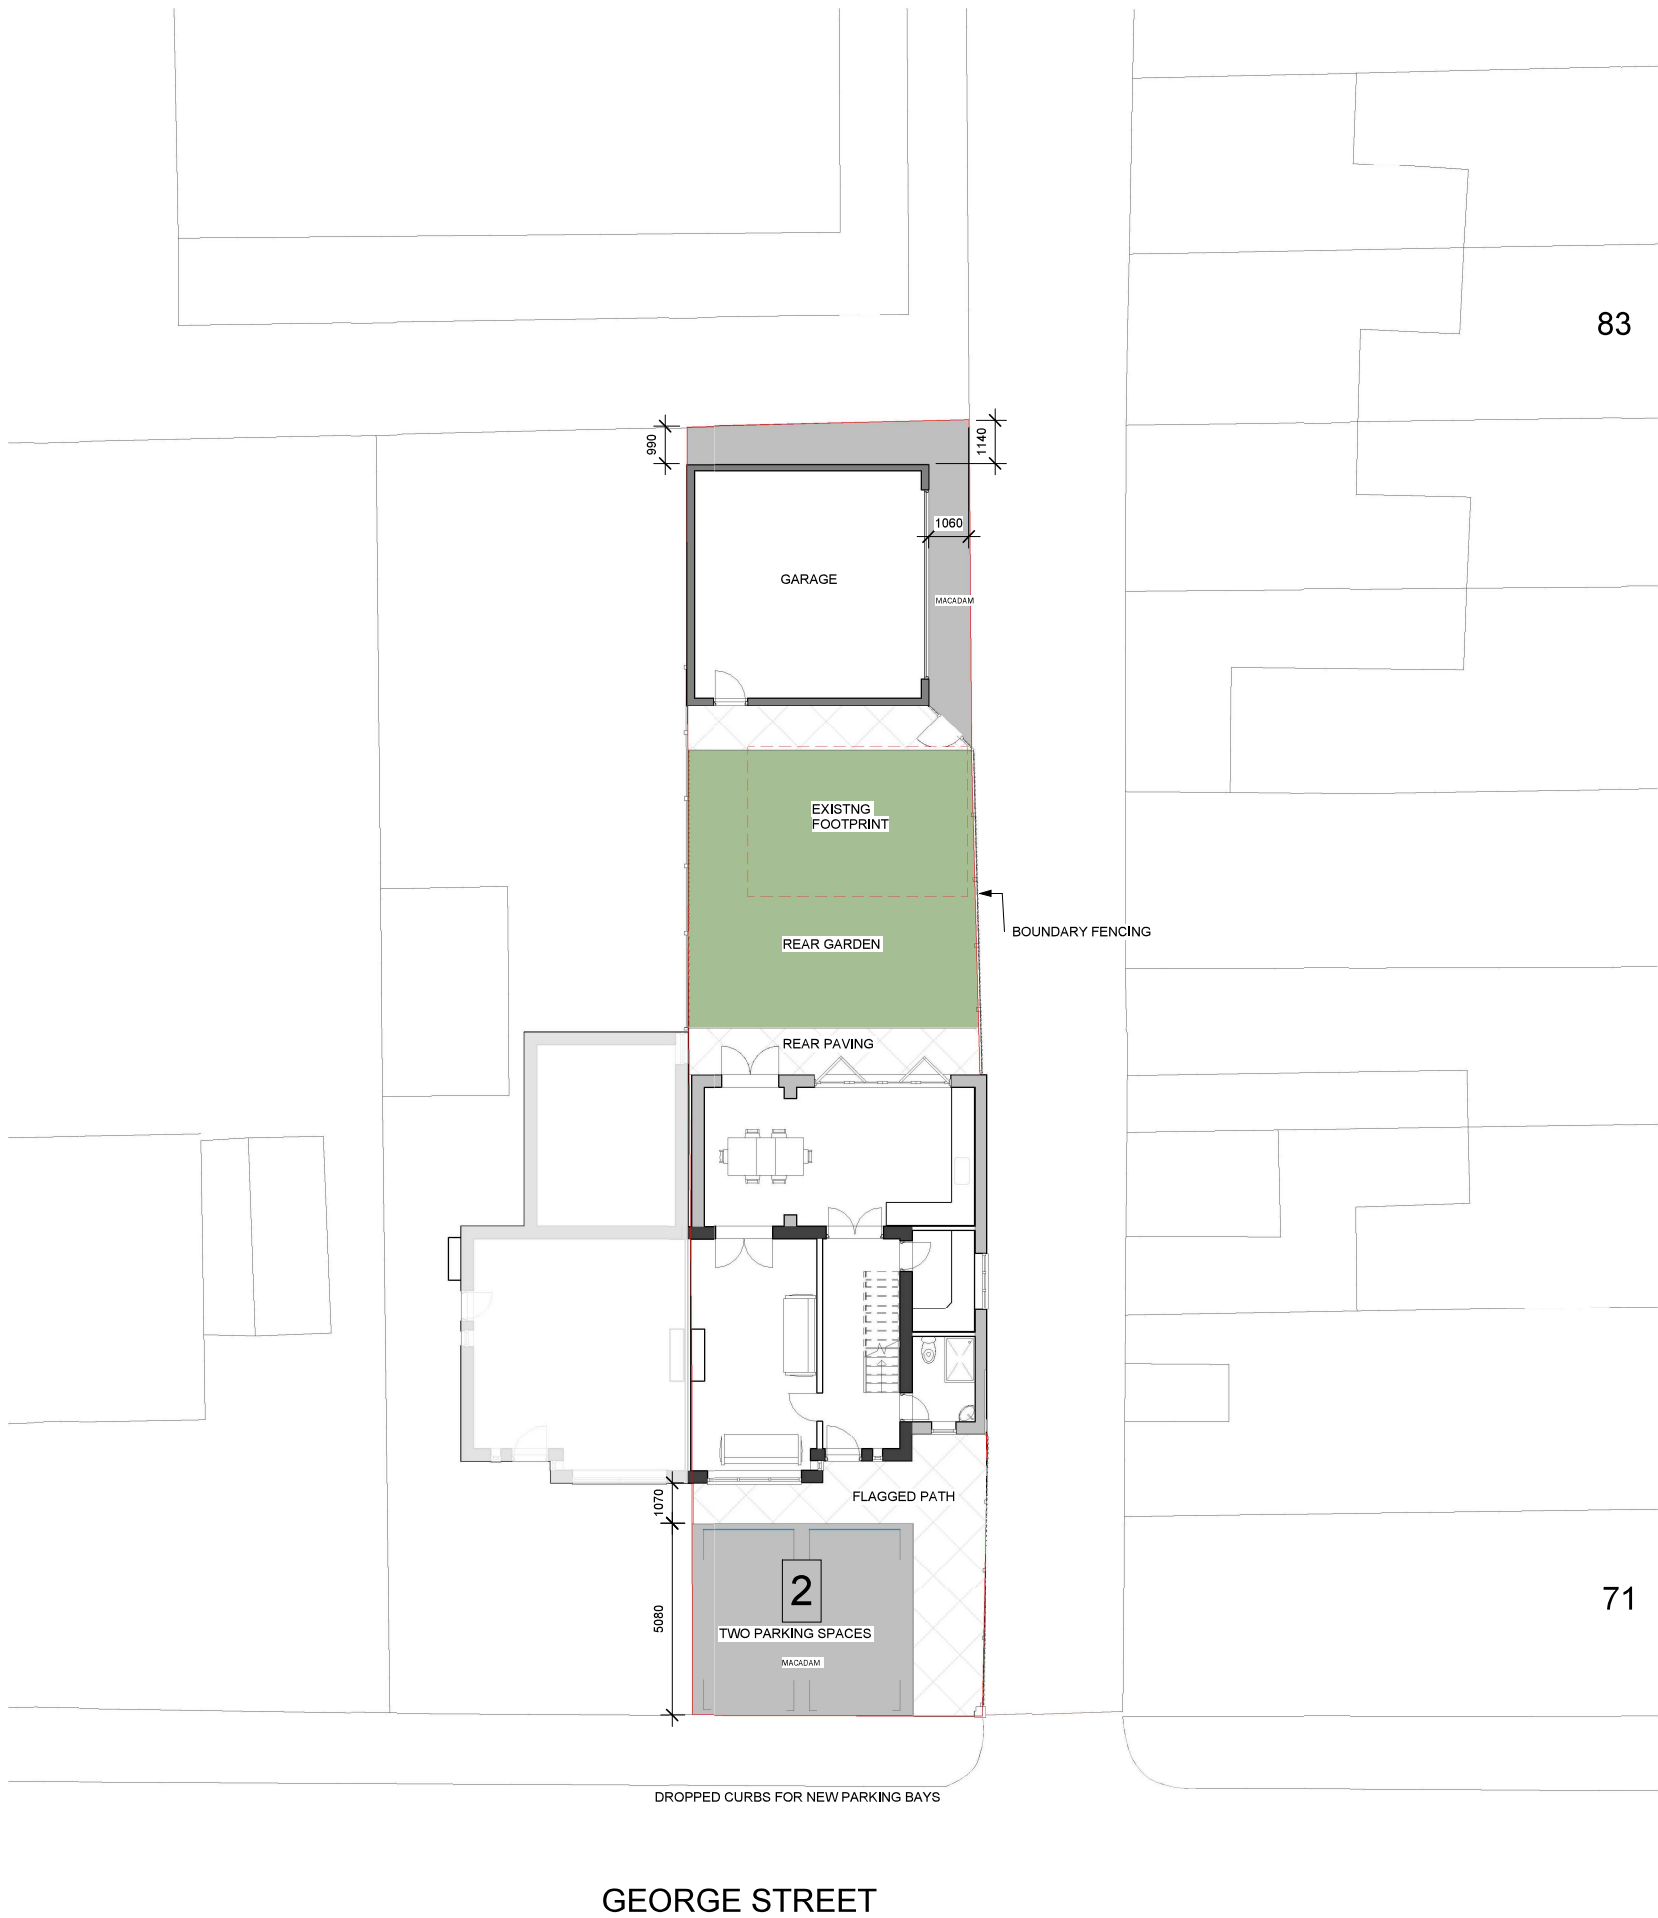 83
990
1140
1060
GARAGE
MACADAM
EXISTNG
FOOTPRINT
BOUNDARY FENCING
REAR GARDEN
REAR PAVING
1070
FLAGGED PATH
2
71
5080
TWO PARKING SPACES
MACADAM
DROPPED CURBS FOR NEW PARKING BAYS
GEORGE STREET